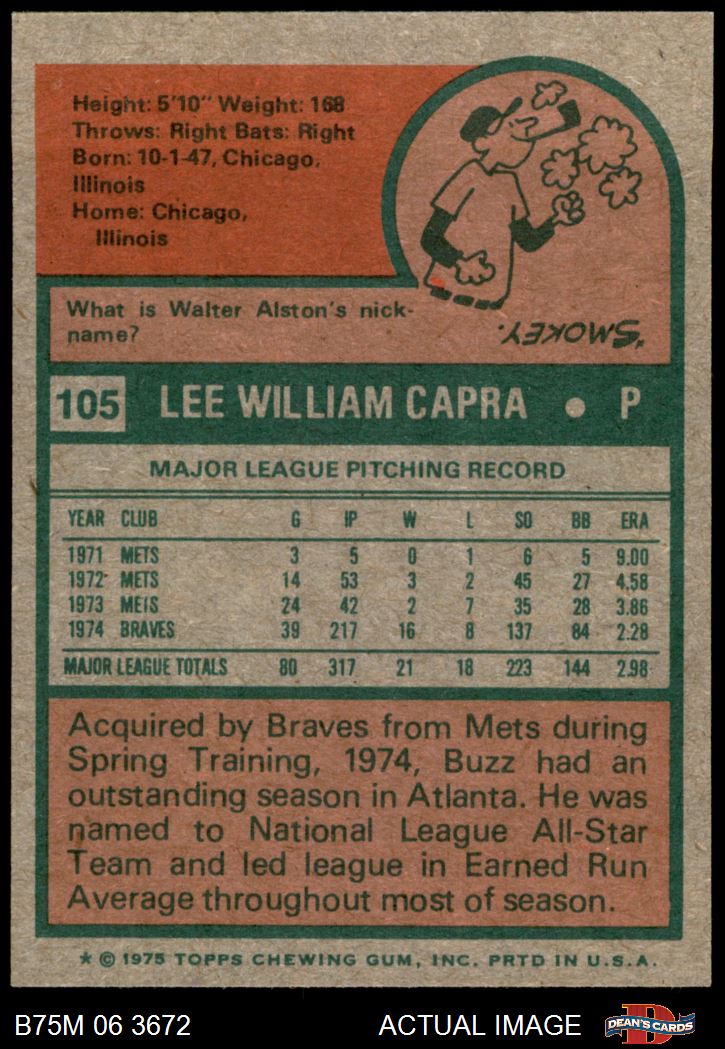 Height: 5'10" Weight: 168
Throws: Right Bats: Right
Born: 10-1-47, Chicago,
Illinois
Home: Chicago,
Illinois
What is Walter Alston's nick-
name?
"SMOKEY.
105 LEE WILLIAM CAPRA • P
MAJOR LEAGUE PITCHING RECORD
YEAR CLUB G IP W L SO BB ERA
1971 METS 3 5 0 1 6 5 9.00
1972 METS 14 53 3 2 45 27 4.58
1973 METS 24 42 2 7 35 28 3.86
1974 BRAVES 39 217 16 8 137 84 2.28
MAJOR LEAGUE TOTALS 80 317 21 18 223 144 2.98
Acquired by Braves from Mets during
Spring Training, 1974, Buzz had an
outstanding season in Atlanta. He was
named to National League All-Star
Team and led league in Earned Run
Average throughout most of season.
* © 1975 TOPPS CHEWING GUM, INC. PRTD IN U.S.A.
B75M 06 3672 ACTUAL IMAGE DEAN'S CARDS